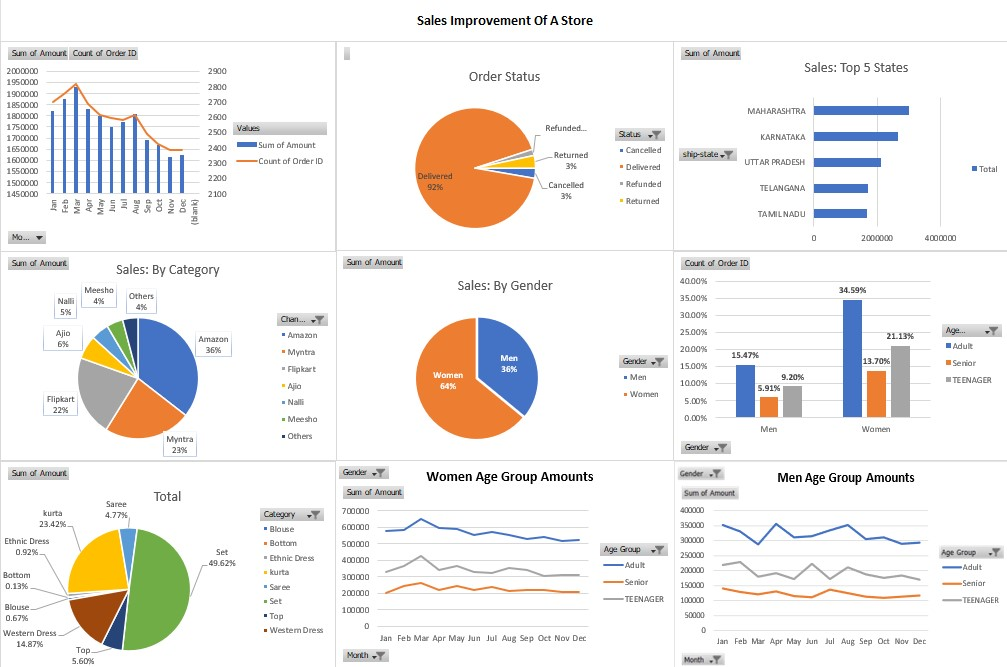 Sales Improvement Of A Store
Sum of Amount Count of Order ID
2000000
1950000
1900000
1850000
1800000
1750000
1700000
1650000
1600000
1550000
1500000
1450000
2900
2800
2700
2600
2500
2400
2300
2200
2100
Jan Feb Mar Apr May Jun Jul Aug Sep Oct Nov Dec (blank)
Values
Sum of Amount
Count of Order ID
Mo...
Order Status
Refunded...
Returned
3%
Cancelled
3%
Delivered
92%
Status
Cancelled
Delivered
Refunded
Returned
Sum of Amount
Sales: Top 5 States
ship-state
MAHARASHTRA
KARNATAKA
UTTAR PRADESH
TELANGANA
TAMIL NADU
0 2000000 4000000
Total
Sum of Amount
Sales: By Category
Others
4%
Meesho
4%
Nalli
5%
Ajio
6%
Amazon
36%
Flipkart
22%
Myntra
23%
Chan...
Amazon
Myntra
Flipkart
Ajio
Nalli
Meesho
Others
Sum of Amount
Sales: By Gender
Men
36%
Women
64%
Gender
Men
Women
Count of Order ID
40.00%
35.00%
30.00%
25.00%
20.00%
15.00%
10.00%
5.00%
0.00%
15.47%
5.91%
9.20%
34.59%
13.70%
21.13%
Men Women
Age...
Adult
Senior
TEENAGER
Gender
Sum of Amount
Total
Saree
4.77%
kurta
23.42%
Ethnic Dress
0.92%
Bottom
0.13%
Blouse
0.67%
Western Dress
14.87%
Top
5.60%
Set
49.62%
Category
Blouse
Bottom
Ethnic Dress
kurta
Saree
Set
Top
Western Dress
Gender
Women Age Group Amounts
Sum of Amount
700000
600000
500000
400000
300000
200000
100000
0
Jan Feb Mar Apr May Jun Jul Aug Sep Oct Nov Dec
Age Group
Adult
Senior
TEENAGER
Month
Gender
Men Age Group Amounts
Sum of Amount
400000
350000
300000
250000
200000
150000
100000
50000
0
Jan Feb Mar Apr May Jun Jul Aug Sep Oct Nov Dec
Age Group
Adult
Senior
TEENAGER
Month